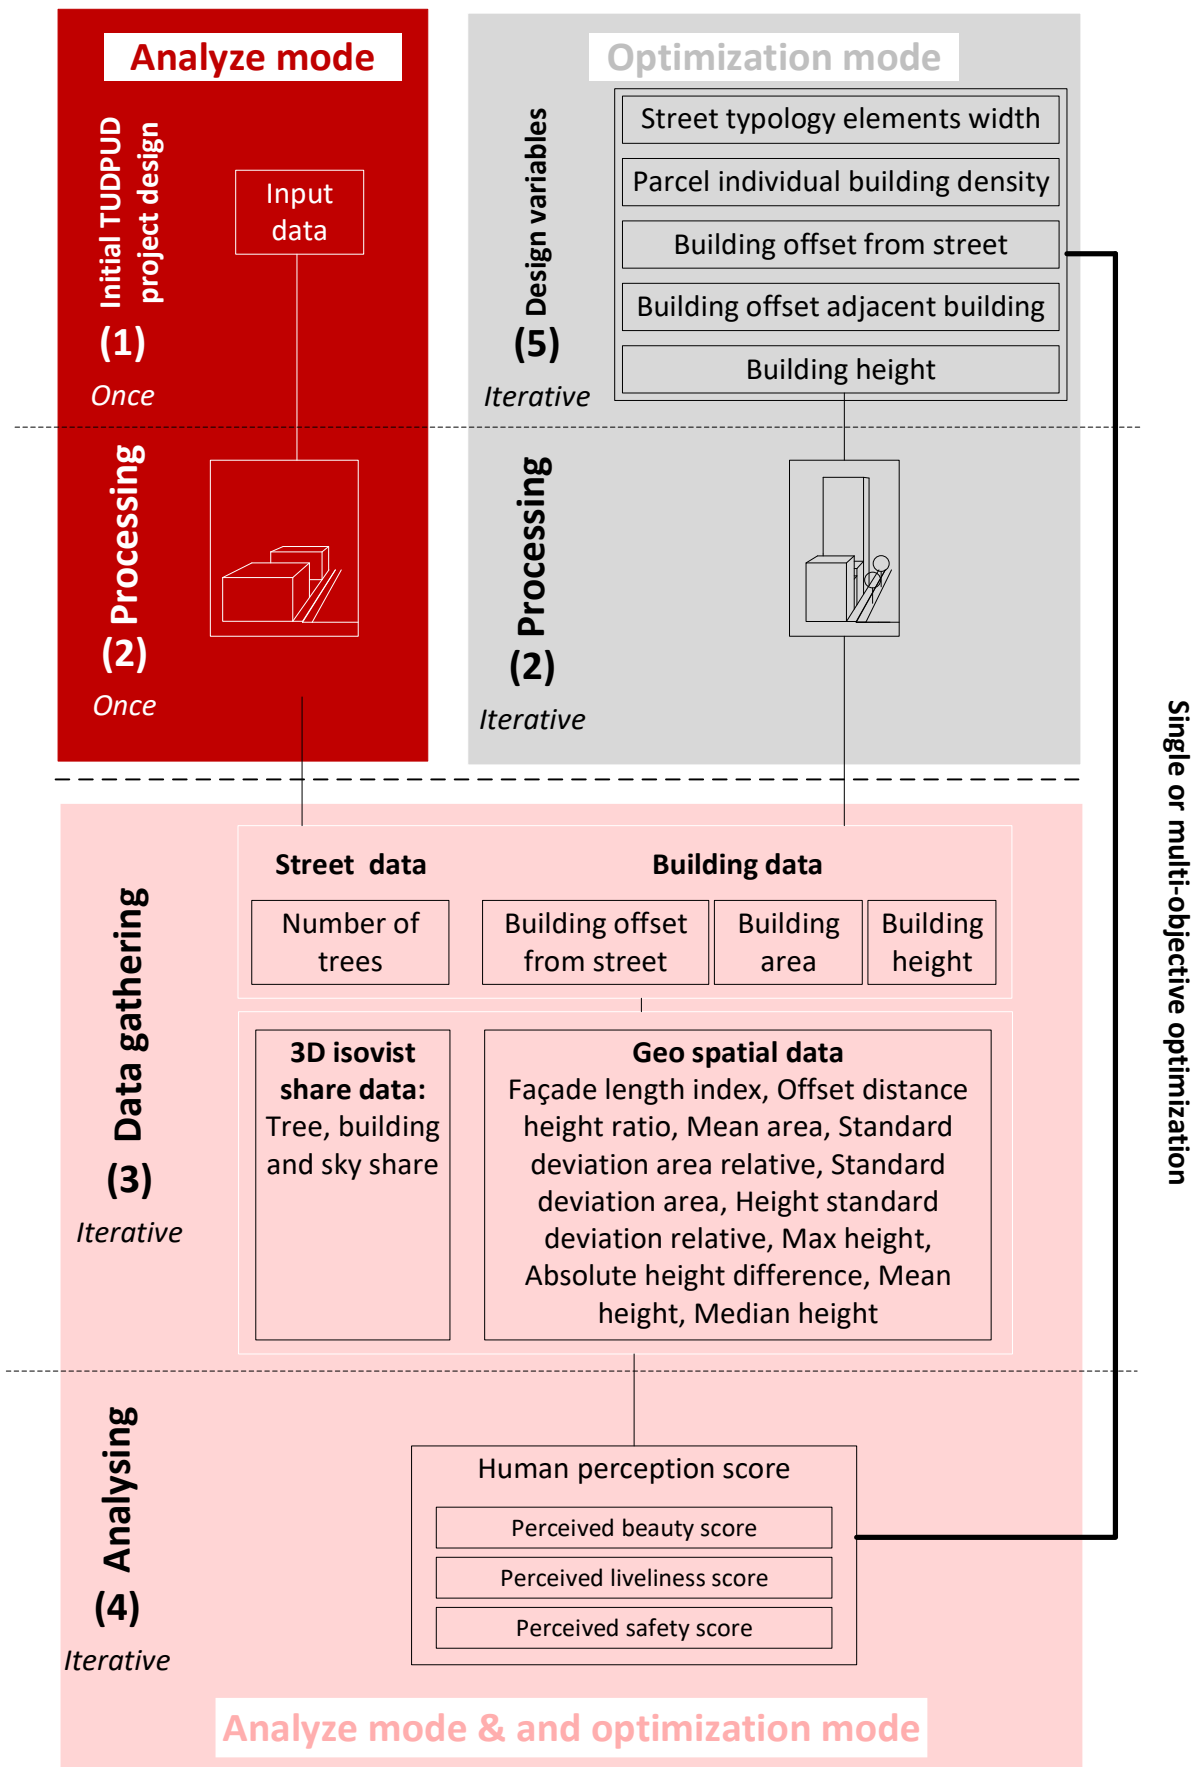 Analyze mode
Initial TUDPUD
project design
(1)
Once
Input
data
Processing
(2)
Once
Optimization mode
Design variables
(5)
Iterative
Street typology elements width
Parcel individual building density
Building offset from street
Building offset adjacent building
Building height
Processing
(2)
Iterative
Single or multi-objective optimization
Data gathering
(3)
Iterative
Street data
Number of
trees
Building data
Building offset
from street
Building
area
Building
height
3D isovist
share data:
Tree, building
and sky share
Geo spatial data
Façade length index, Offset distance
height ratio, Mean area, Standard
deviation area relative, Standard
deviation area, Height standard
deviation relative, Max height,
Absolute height difference, Mean
height, Median height
Analysing
(4)
Iterative
Human perception score
Perceived beauty score
Perceived liveliness score
Perceived safety score
Analyze mode & and optimization mode